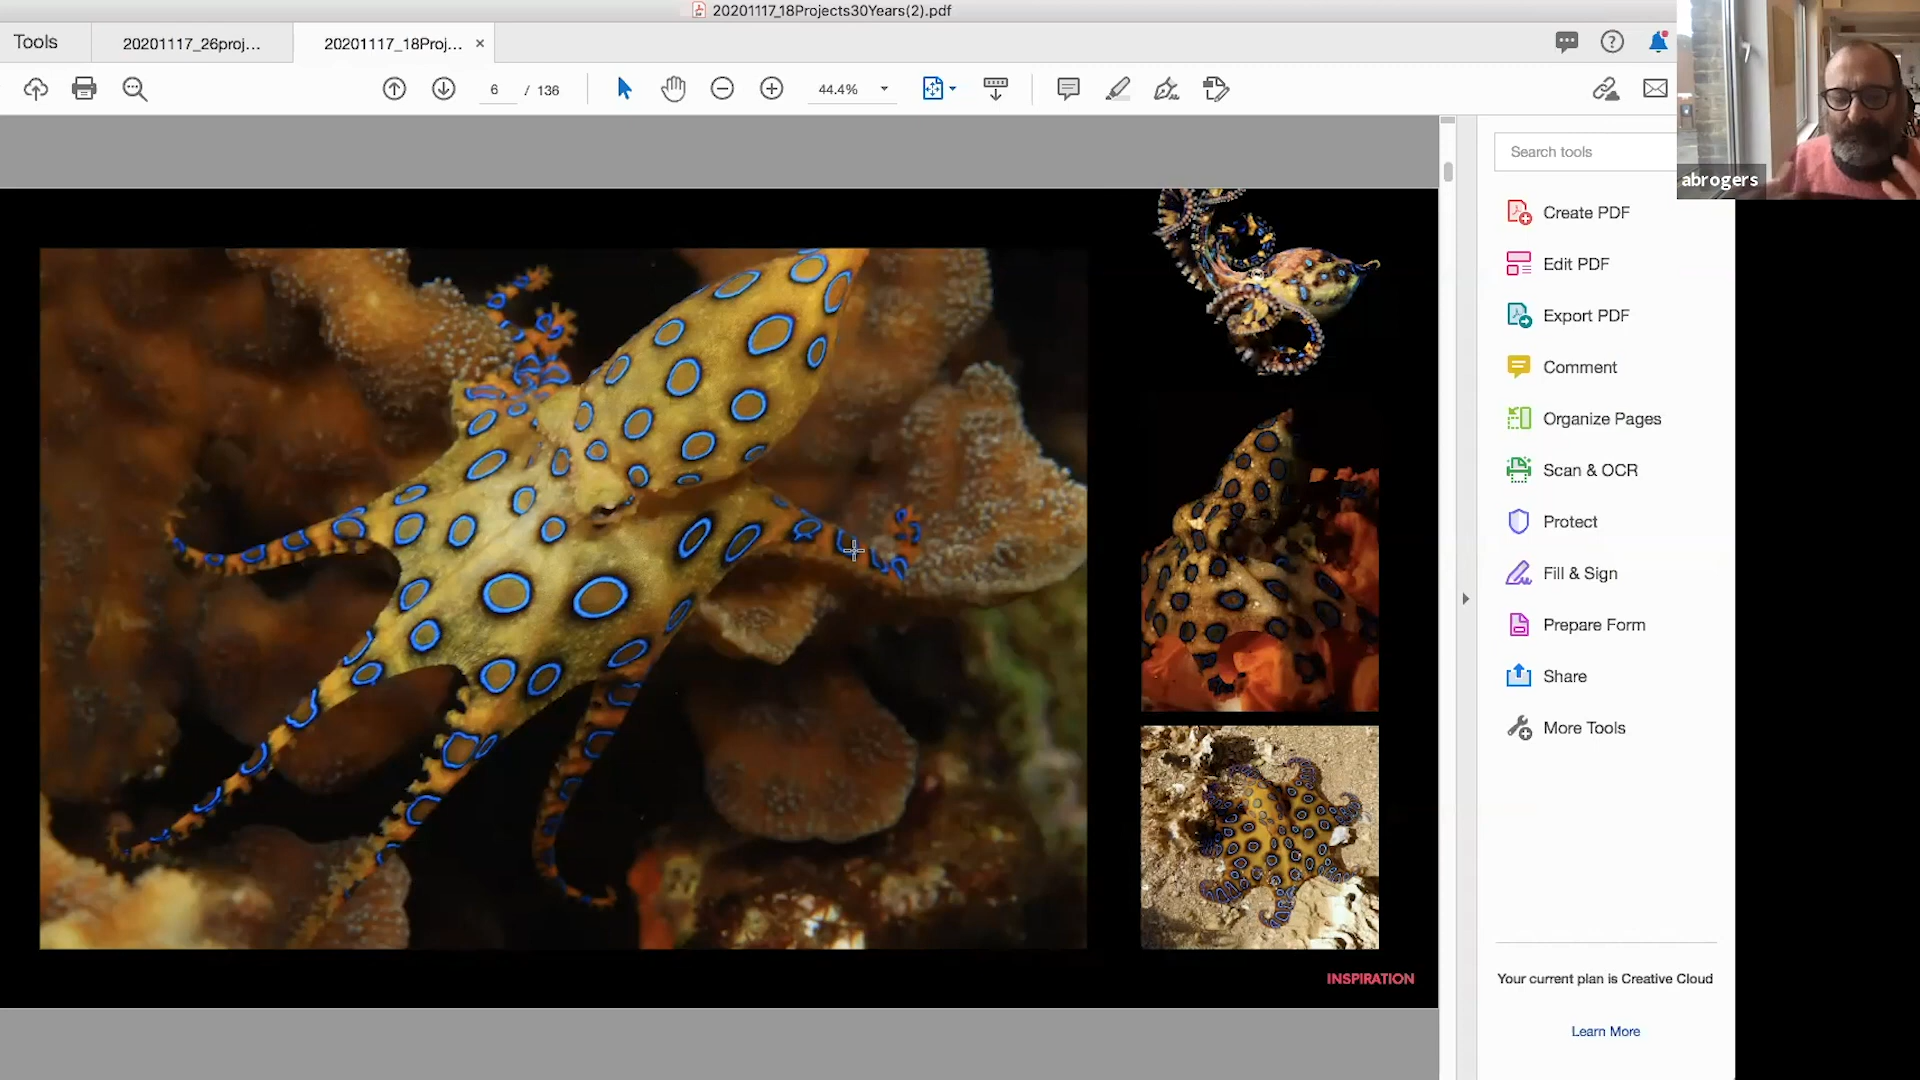 20201117_18Projects30Years(2).pdf
Tools
20201117_26proj...
20201117_18Proj...
6 / 136
44.4%
Search tools
abrogers
Create PDF
Edit PDF
Export PDF
Comment
Organize Pages
Scan & OCR
Protect
Fill & Sign
Prepare Form
Share
More Tools
INSPIRATION
Your current plan is Creative Cloud
Learn More